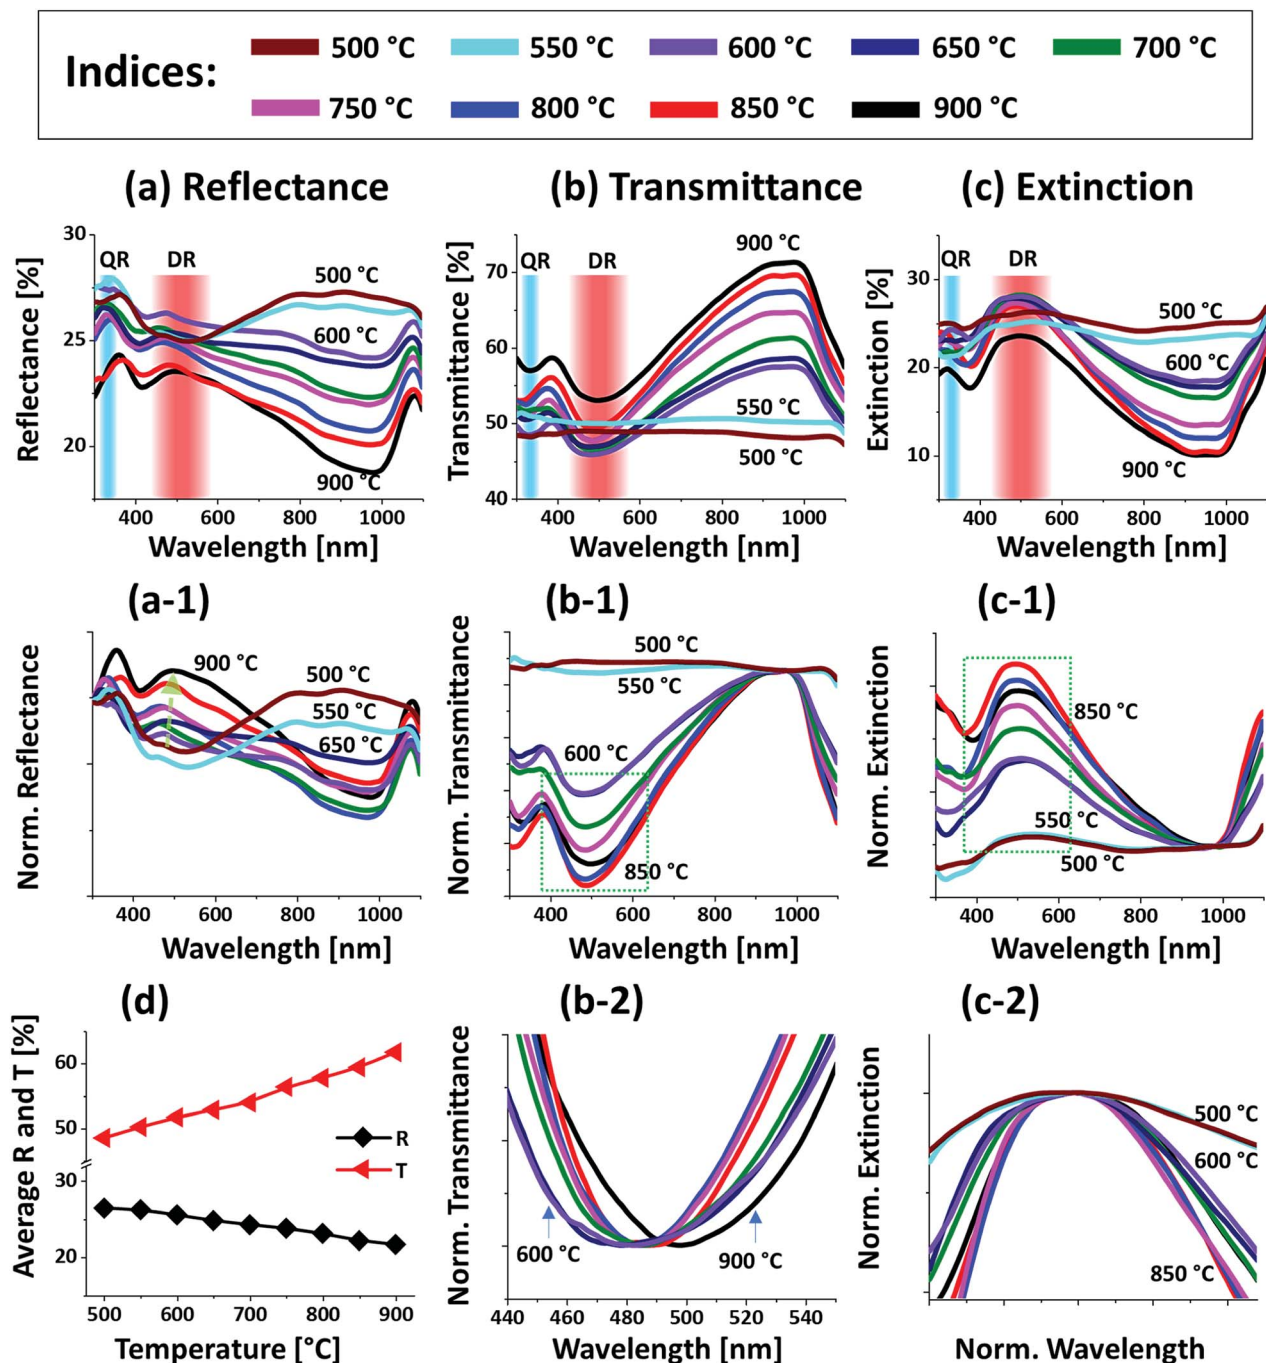 Indices:
500 °C 550 °C 600 °C 650 °C 700 °C
750 °C 800 °C 850 °C 900 °C
(a) Reflectance
Reflectance [%]
30
25
20
QR DR
500 °C
600 °C
900 °C
400 600 800 1000
Wavelength [nm]
(b) Transmittance
Transmittance [%]
70
60
50
40
QR DR
900 °C
550 °C
500 °C
400 600 800 1000
Wavelength [nm]
(c) Extinction
Extinction [%]
30
20
10
QR DR
500 °C
600 °C
900 °C
400 600 800 1000
Wavelength [nm]
(a-1)
Norm. Reflectance
900 °C
500 °C
550 °C
650 °C
400 600 800 1000
Wavelength [nm]
(b-1)
Norm. Transmittance
500 °C
550 °C
600 °C
850 °C
400 600 800 1000
Wavelength [nm]
(c-1)
Norm. Extinction
850 °C
550 °C
500 °C
400 600 800 1000
Wavelength [nm]
(d)
Average R and T [%]
60
50
30
20
R
T
500 600 700 800 900
Temperature [°C]
(b-2)
Norm. Transmittance
600 °C
900 °C
440 460 480 500 520 540
Wavelength [nm]
(c-2)
Norm. Extinction
500 °C
600 °C
850 °C
Norm. Wavelength